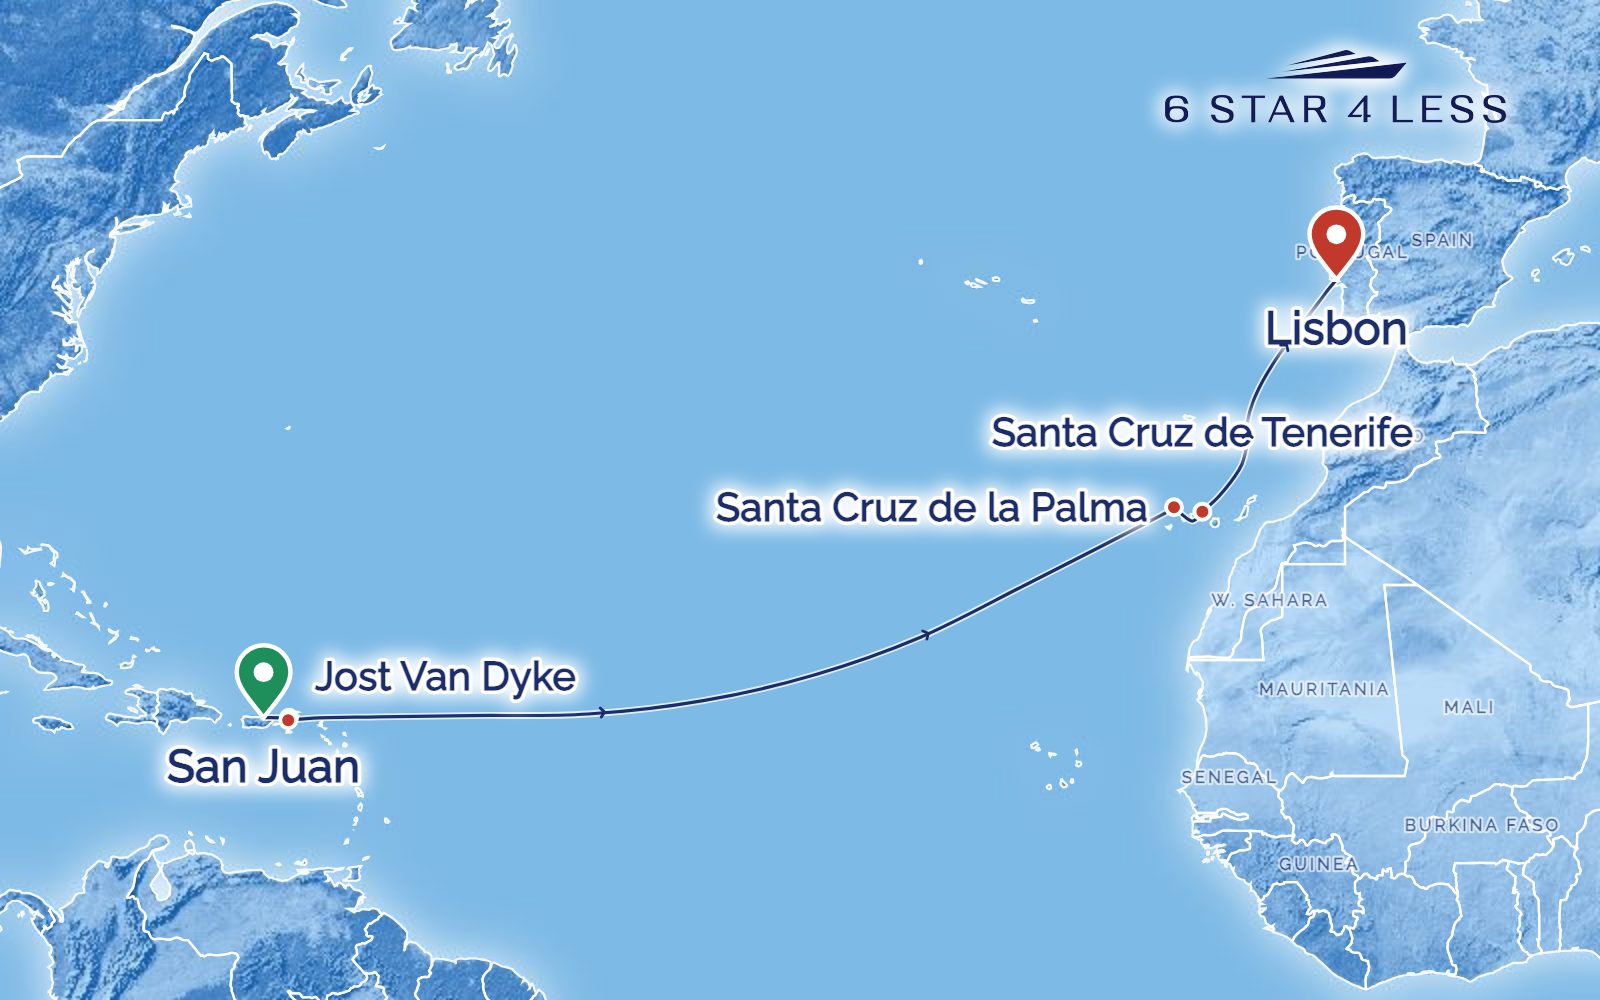 6 STAR 4 LESS
SPAIN
Lisbon
Santa Cruz de Tenerife
Santa Cruz de la Palma
W. SAHARA
Jost Van Dyke
MAURITANIA
MALI
San Juan
SENEGAL
BURKINA FASO
GUINEA